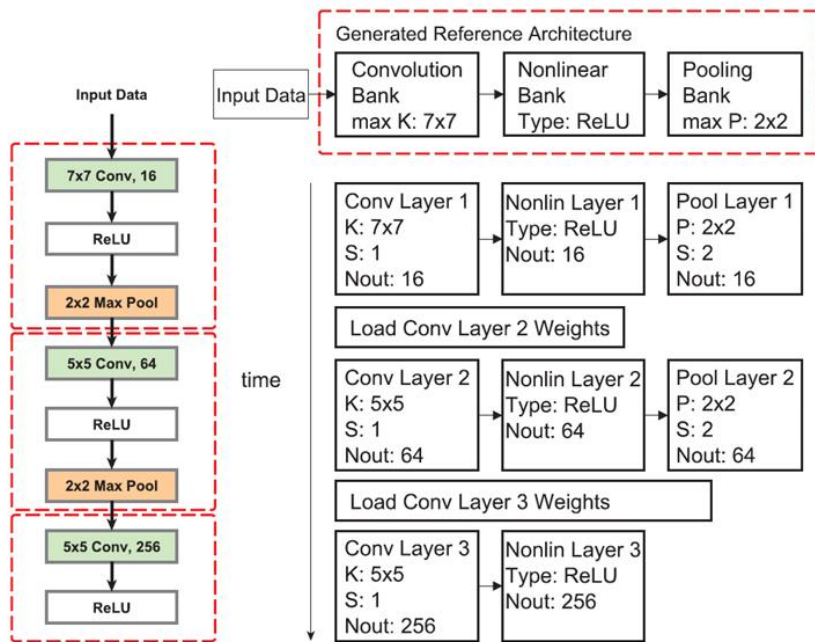 Input Data
7x7 Conv, 16
ReLU
2x2 Max Pool
5x5 Conv, 64
ReLU
2x2 Max Pool
5x5 Conv, 256
ReLU
Generated Reference Architecture
Input Data
Convolution
Bank
max K: 7x7
Nonlinear
Bank
Type: ReLU
Pooling
Bank
max P: 2x2
time
Conv Layer 1
K: 7x7
S: 1
Nout: 16
Nonlin Layer 1
Type: ReLU
Nout: 16
Pool Layer 1
P: 2x2
S: 2
Nout: 16
Load Conv Layer 2 Weights
Conv Layer 2
K: 5x5
S: 1
Nout: 64
Nonlin Layer 2
Type: ReLU
Nout: 64
Pool Layer 2
P: 2x2
S: 2
Nout: 64
Load Conv Layer 3 Weights
Conv Layer 3
K: 5x5
S: 1
Nout: 256
Nonlin Layer 3
Type: ReLU
Nout: 256